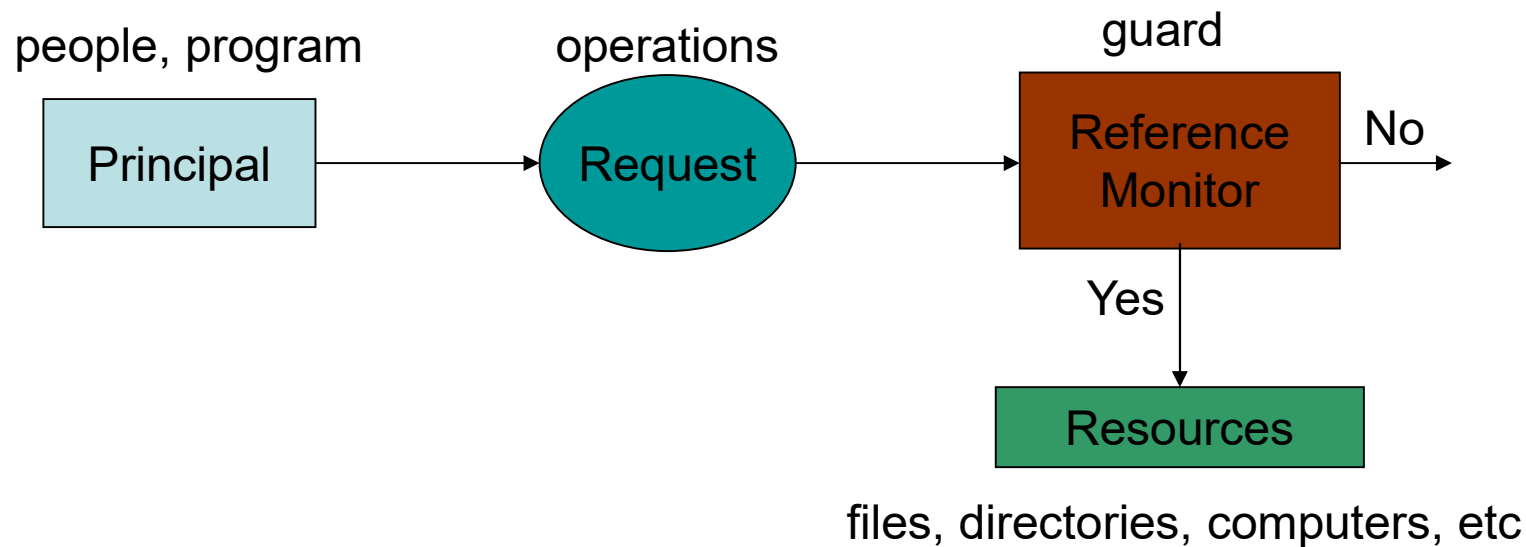 people, program
operations
guard
Principal
Request
Reference
Monitor
No
Yes
Resources
files, directories, computers, etc